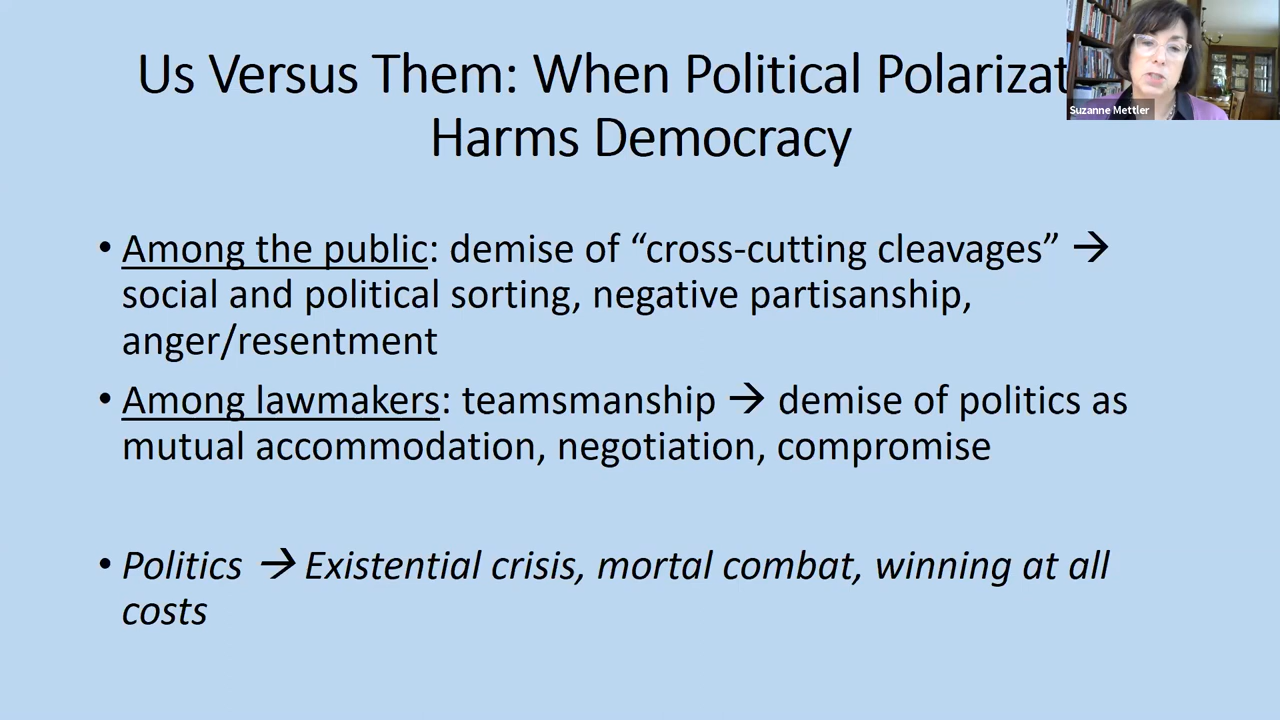 Us Versus Them: When Political Polarizat
Harms Democracy
Suzanne Mettler
• Among the public: demise of “cross-cutting cleavages” →
social and political sorting, negative partisanship,
anger/resentment
• Among lawmakers: teamsmanship → demise of politics as
mutual accommodation, negotiation, compromise
• Politics → Existential crisis, mortal combat, winning at all
costs